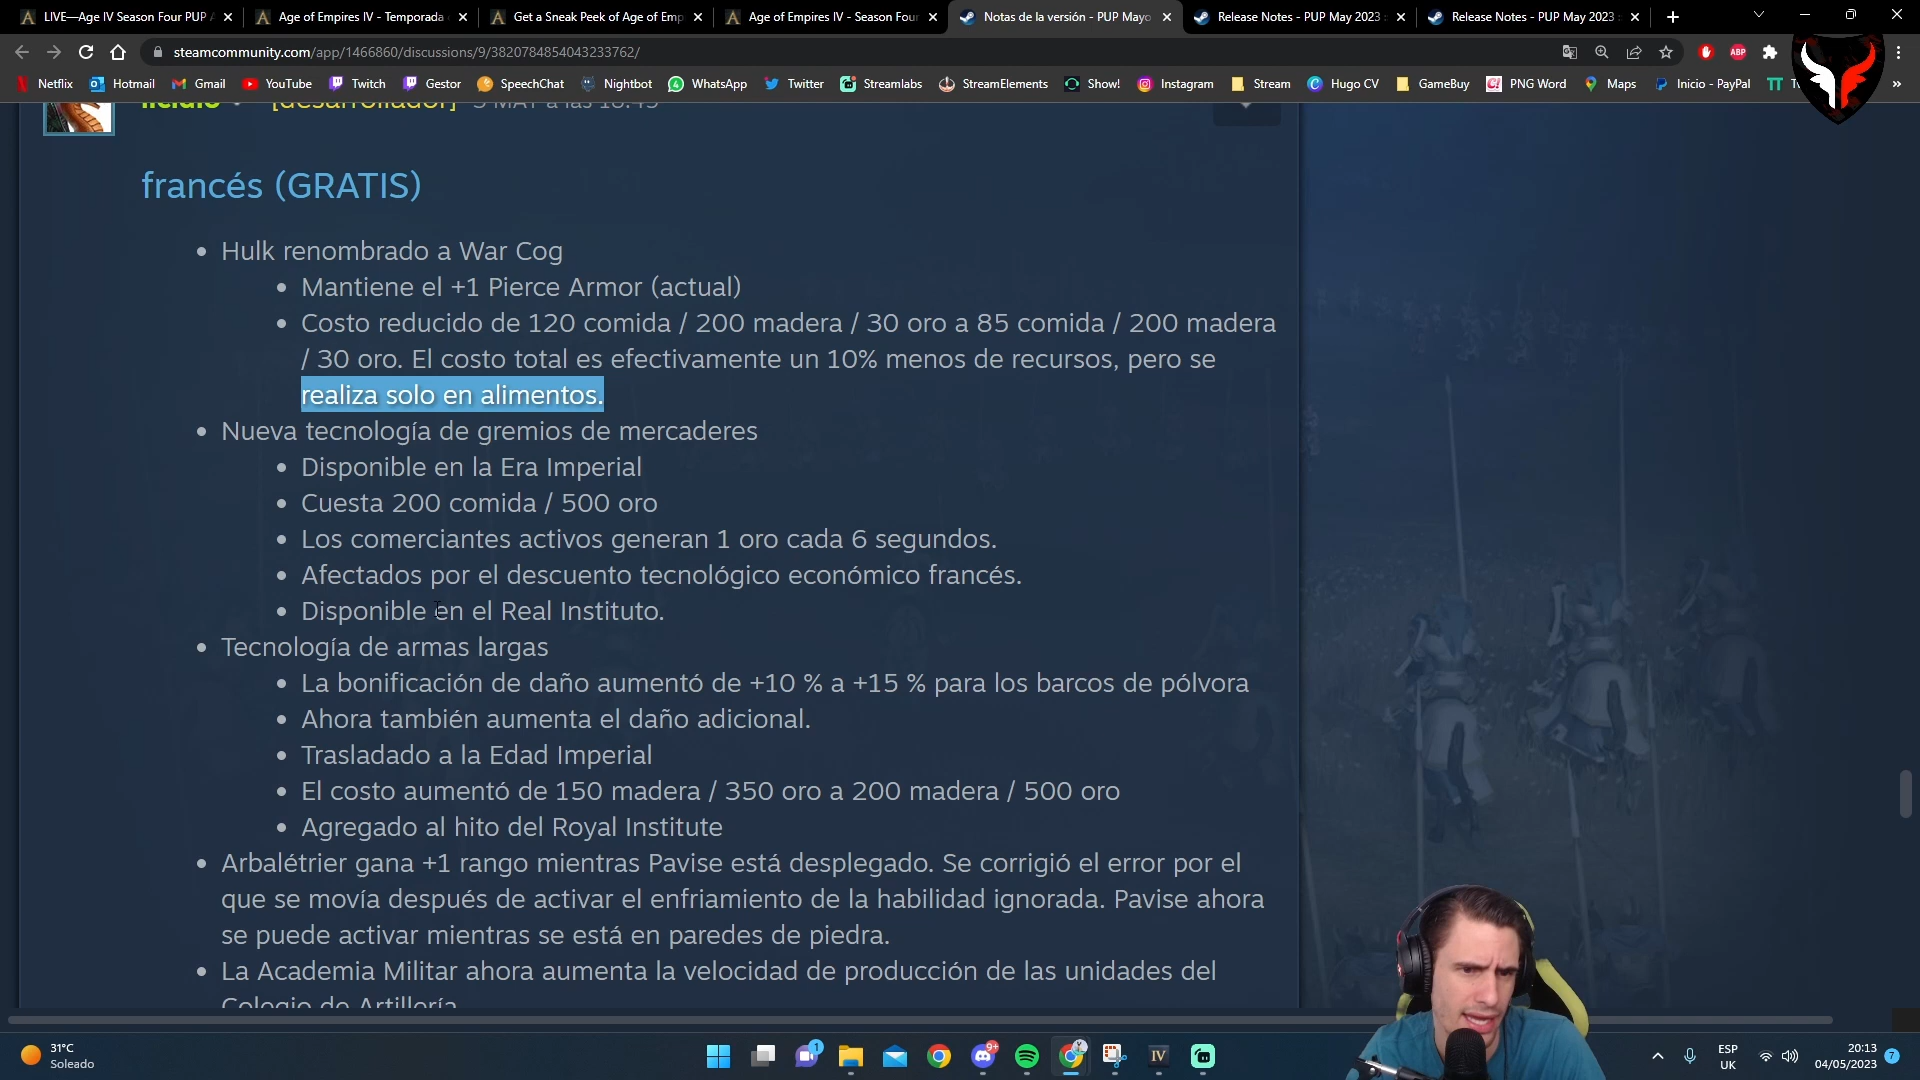 LIVE—Age IV Season Four PUP
Age of Empires IV - Temporada
Get a Sneak Peek of Age of Emp
Age of Empires IV - Season Four
Notas de la versión - PUP Mayo
Release Notes - PUP May 2023
Release Notes - PUP May 2023
steamcommunity.com/app/1466860/discussions/9/3820784854043233762/
ABP
Netflix Hotmail Gmail YouTube Twitch Gestor SpeechChat Nightbot WhatsApp Twitter Streamlabs StreamElements Show! Instagram Stream Hugo CV GameBuy PNG Word Maps Inicio - PayPal
[desarrollador]
francés (GRATIS)
Hulk renombrado a War Cog
Mantiene el +1 Pierce Armor (actual)
Costo reducido de 120 comida / 200 madera / 30 oro a 85 comida / 200 madera
/ 30 oro. El costo total es efectivamente un 10% menos de recursos, pero se
realiza solo en alimentos.
Nueva tecnología de gremios de mercaderes
Disponible en la Era Imperial
Cuesta 200 comida / 500 oro
Los comerciantes activos generan 1 oro cada 6 segundos.
Afectados por el descuento tecnológico económico francés.
Disponible en el Real Instituto.
Tecnología de armas largas
La bonificación de daño aumentó de +10 % a +15 % para los barcos de pólvora
Ahora también aumenta el daño adicional.
Trasladado a la Edad Imperial
El costo aumentó de 150 madera / 350 oro a 200 madera / 500 oro
Agregado al hito del Royal Institute
Arbalétrier gana +1 rango mientras Pavise está desplegado. Se corrigió el error por el
que se movía después de activar el enfriamiento de la habilidad ignorada. Pavise ahora
se puede activar mientras se está en paredes de piedra.
La Academia Militar ahora aumenta la velocidad de producción de las unidades del
Colegio de Artillería
31°C
Soleado
1
9+
IV
ESP
UK
20:13
04/05/2023
7